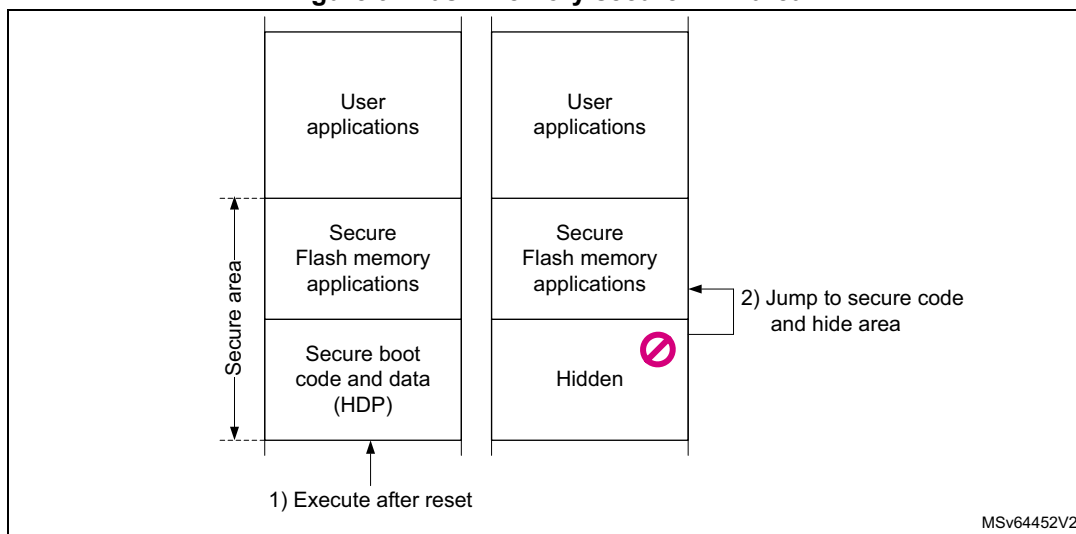 User
applications
User
applications
Secure area
Secure
Flash memory
applications
Secure
Flash memory
applications
2) Jump to secure code
and hide area
Secure boot
code and data
(HDP)
Hidden
1) Execute after reset
MSv64452V2